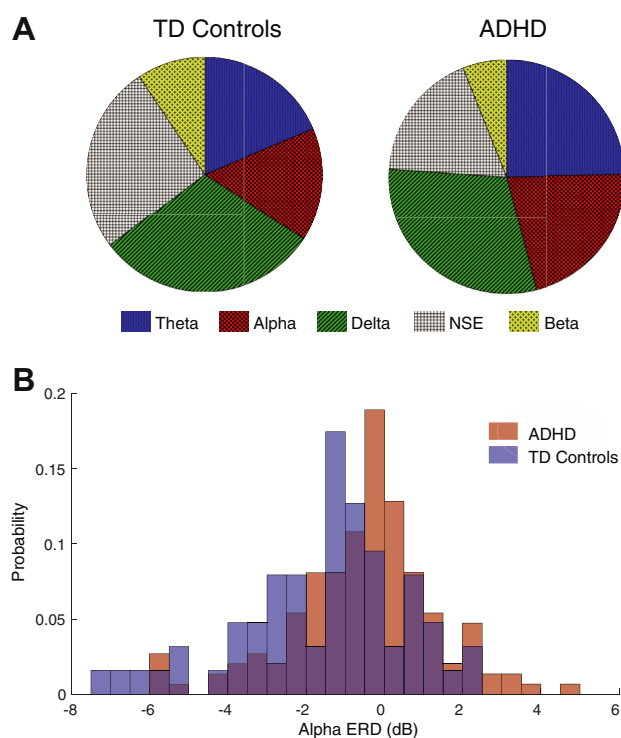 A
TD Controls ADHD
Theta Alpha Delta NSE Beta
B
0.2
0.15
0.1
0.05
0
Probability
ADHD
TD Controls
-8 -6 -4 -2 0 2 4 6
Alpha ERD (dB)